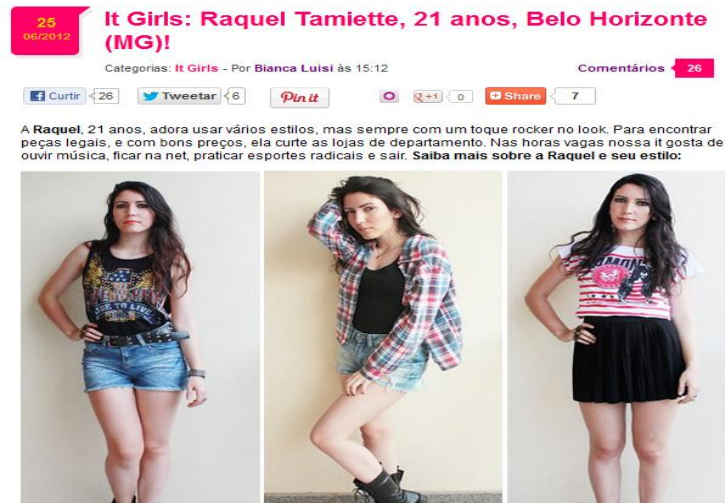 25
06/2012
It Girls: Raquel Tamiette, 21 anos, Belo Horizonte
(MG)!
Categorias: It Girls - Por Bianca Luisi às 15:12
Comentários 26
Curtir 26 Tweetar 6 Pin it +1 0 Share 7
A Raquel, 21 anos, adora usar vários estilos, mas sempre com um toque rocker no look. Para encontrar
peças legais, e com bons preços, ela curte as lojas de departamento. Nas horas vagas nossa it gosta de
ouvir música, ficar na net, praticar esportes radicais e sair. Saiba mais sobre a Raquel e seu estilo: